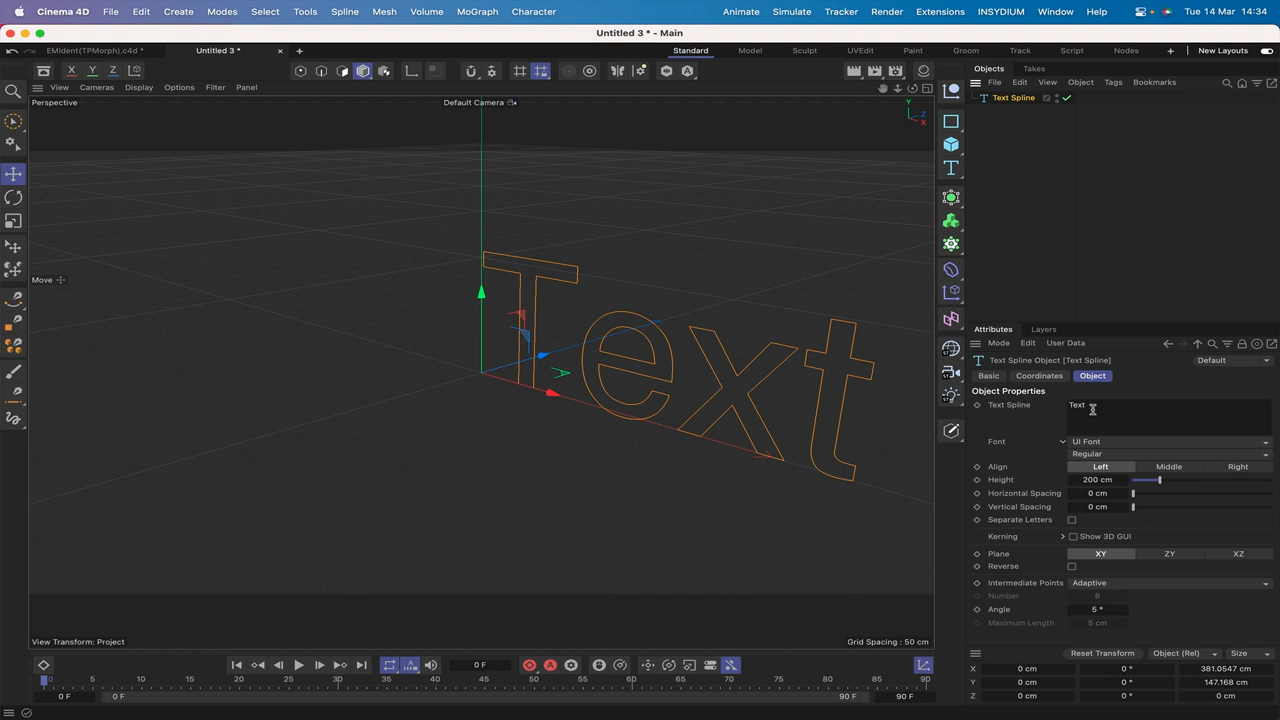 Cinema 4D File Edit Create Modes Select Tools Spline Mesh Volume MoGraph Character Animate Simulate Tracker Render Extensions INSYDIUM Window Help Tue 14 Mar 14:34
Untitled 3 * - Main
EMIdent(TPMorph).c4d * Untitled 3 * × + Standard Model Sculpt UVEdit Paint Groom Track Script Nodes + New Layouts
X Y Z
Objects Takes
View Cameras Display Options Filter Panel
File Edit View Object Tags Bookmarks
Perspective
Default Camera
Text Spline
Y
Z
X
Move
Text
Attributes Layers
Mode Edit User Data
Text Spline Object [Text Spline] Default
Basic Coordinates Object
Object Properties
Text Spline Text
Font UI Font
Regular
Align Left Middle Right
Height 200 cm
Horizontal Spacing 0 cm
Vertical Spacing 0 cm
Separate Letters
Kerning Show 3D GUI
Plane XY ZY XZ
Reverse
Intermediate Points Adaptive
Number 8
Angle 5 °
Maximum Length 5 cm
View Transform: Project
Grid Spacing : 50 cm
Reset Transform Object (Rel) Size
0 F
X 0 cm 0 ° 381.0547 cm
Y 0 cm 0 ° 147.168 cm
Z 0 cm 0 ° 0 cm
0 5 10 15 20 25 30 35 40 45 50 55 60 65 70 75 80 85 90
0 F 0 F 90 F 90 F